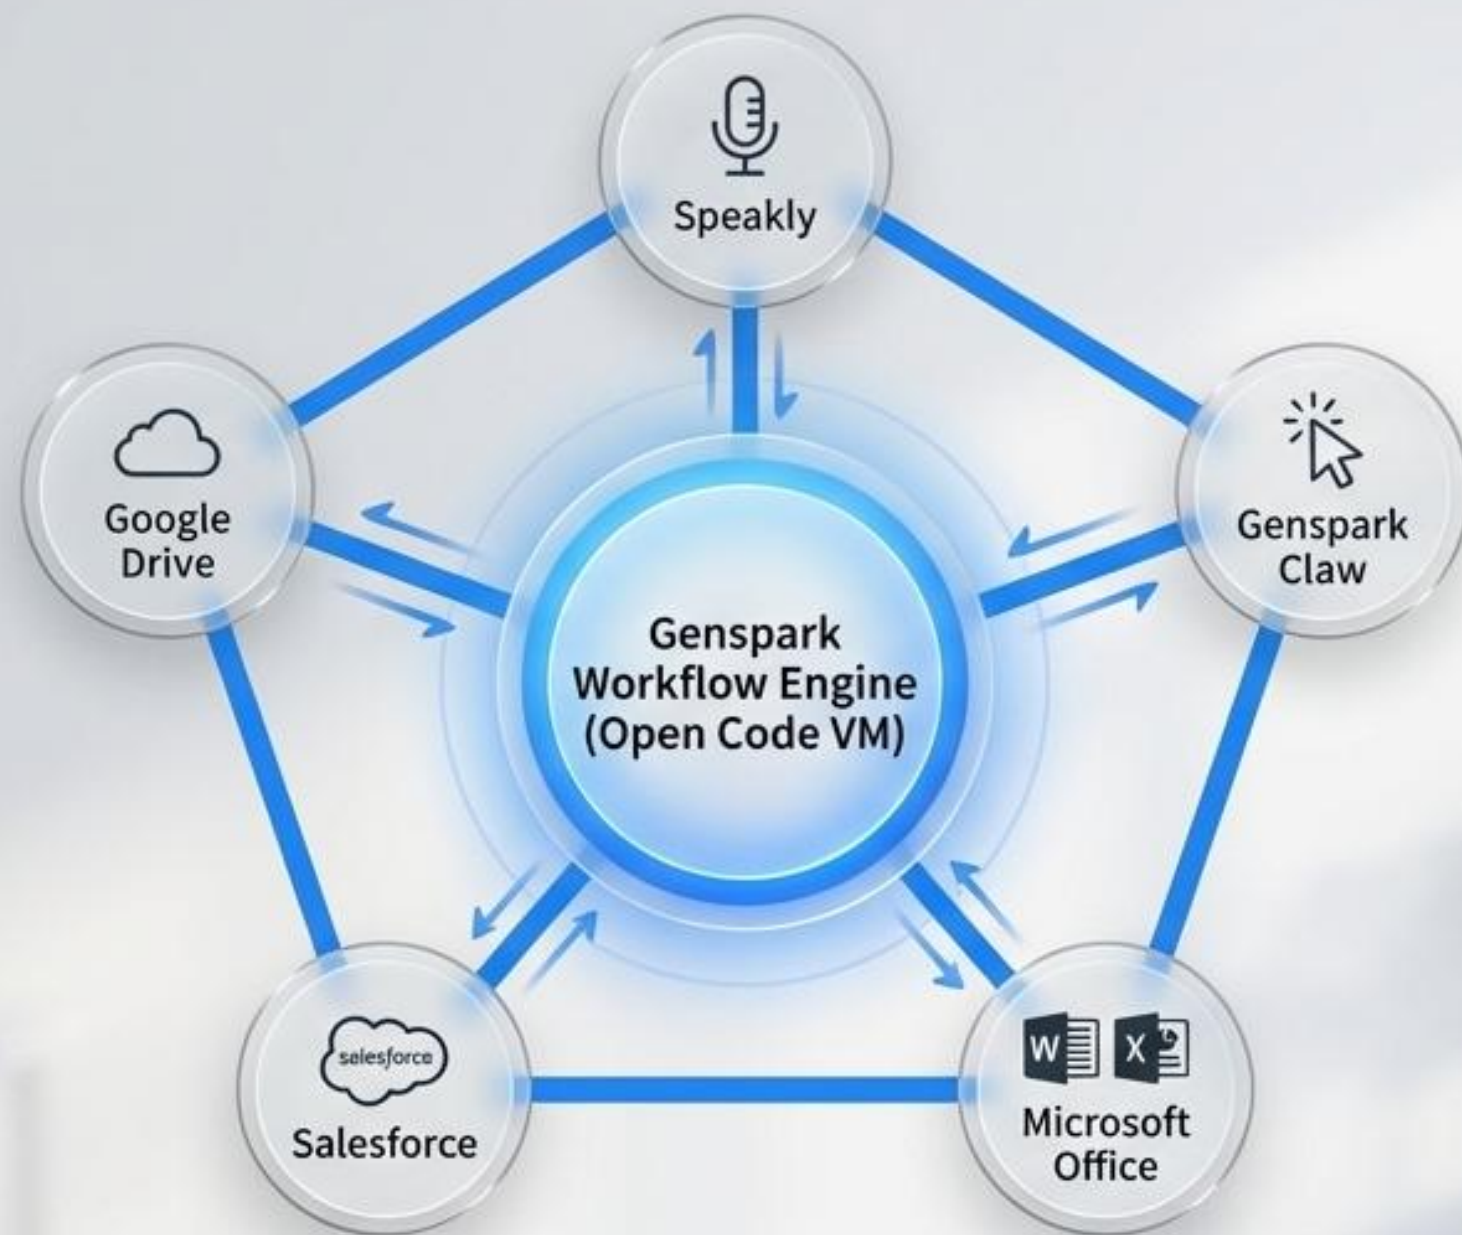 Speakly
Google
Drive
Genspark
Claw
Genspark
Workflow Engine
(Open Code VM)
salesforce
Salesforce
W
X
Microsoft
Office